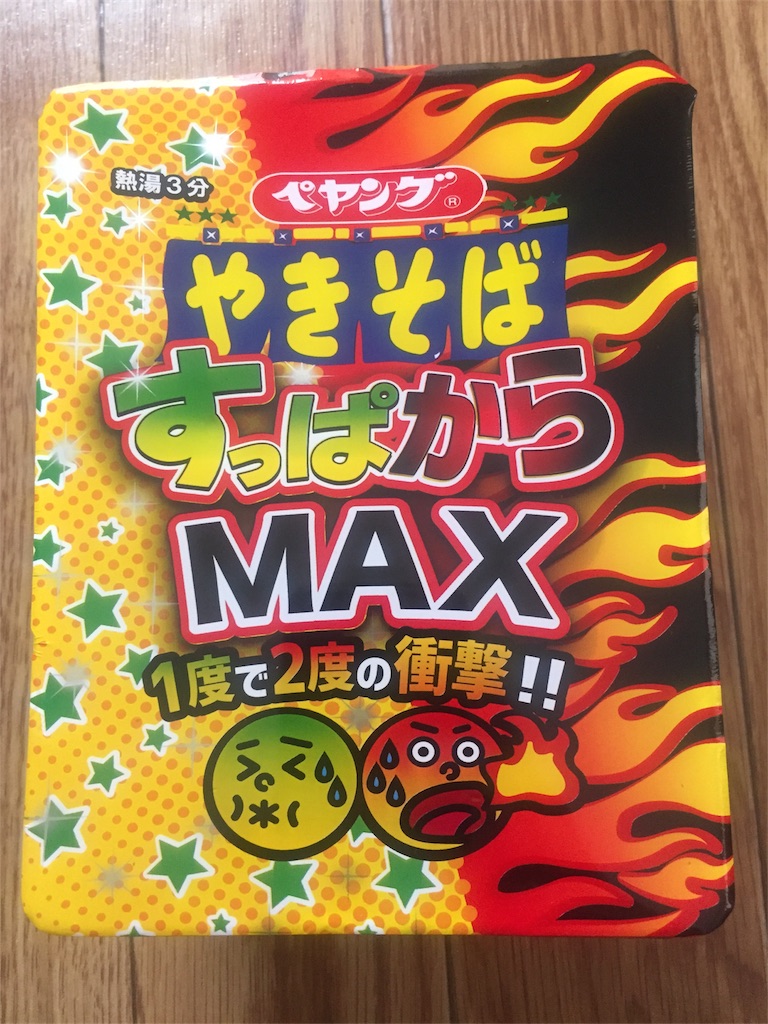 熱湯3分
ペヤング®
やきそば
すっぱから
MAX
1度で2度の衝撃!!